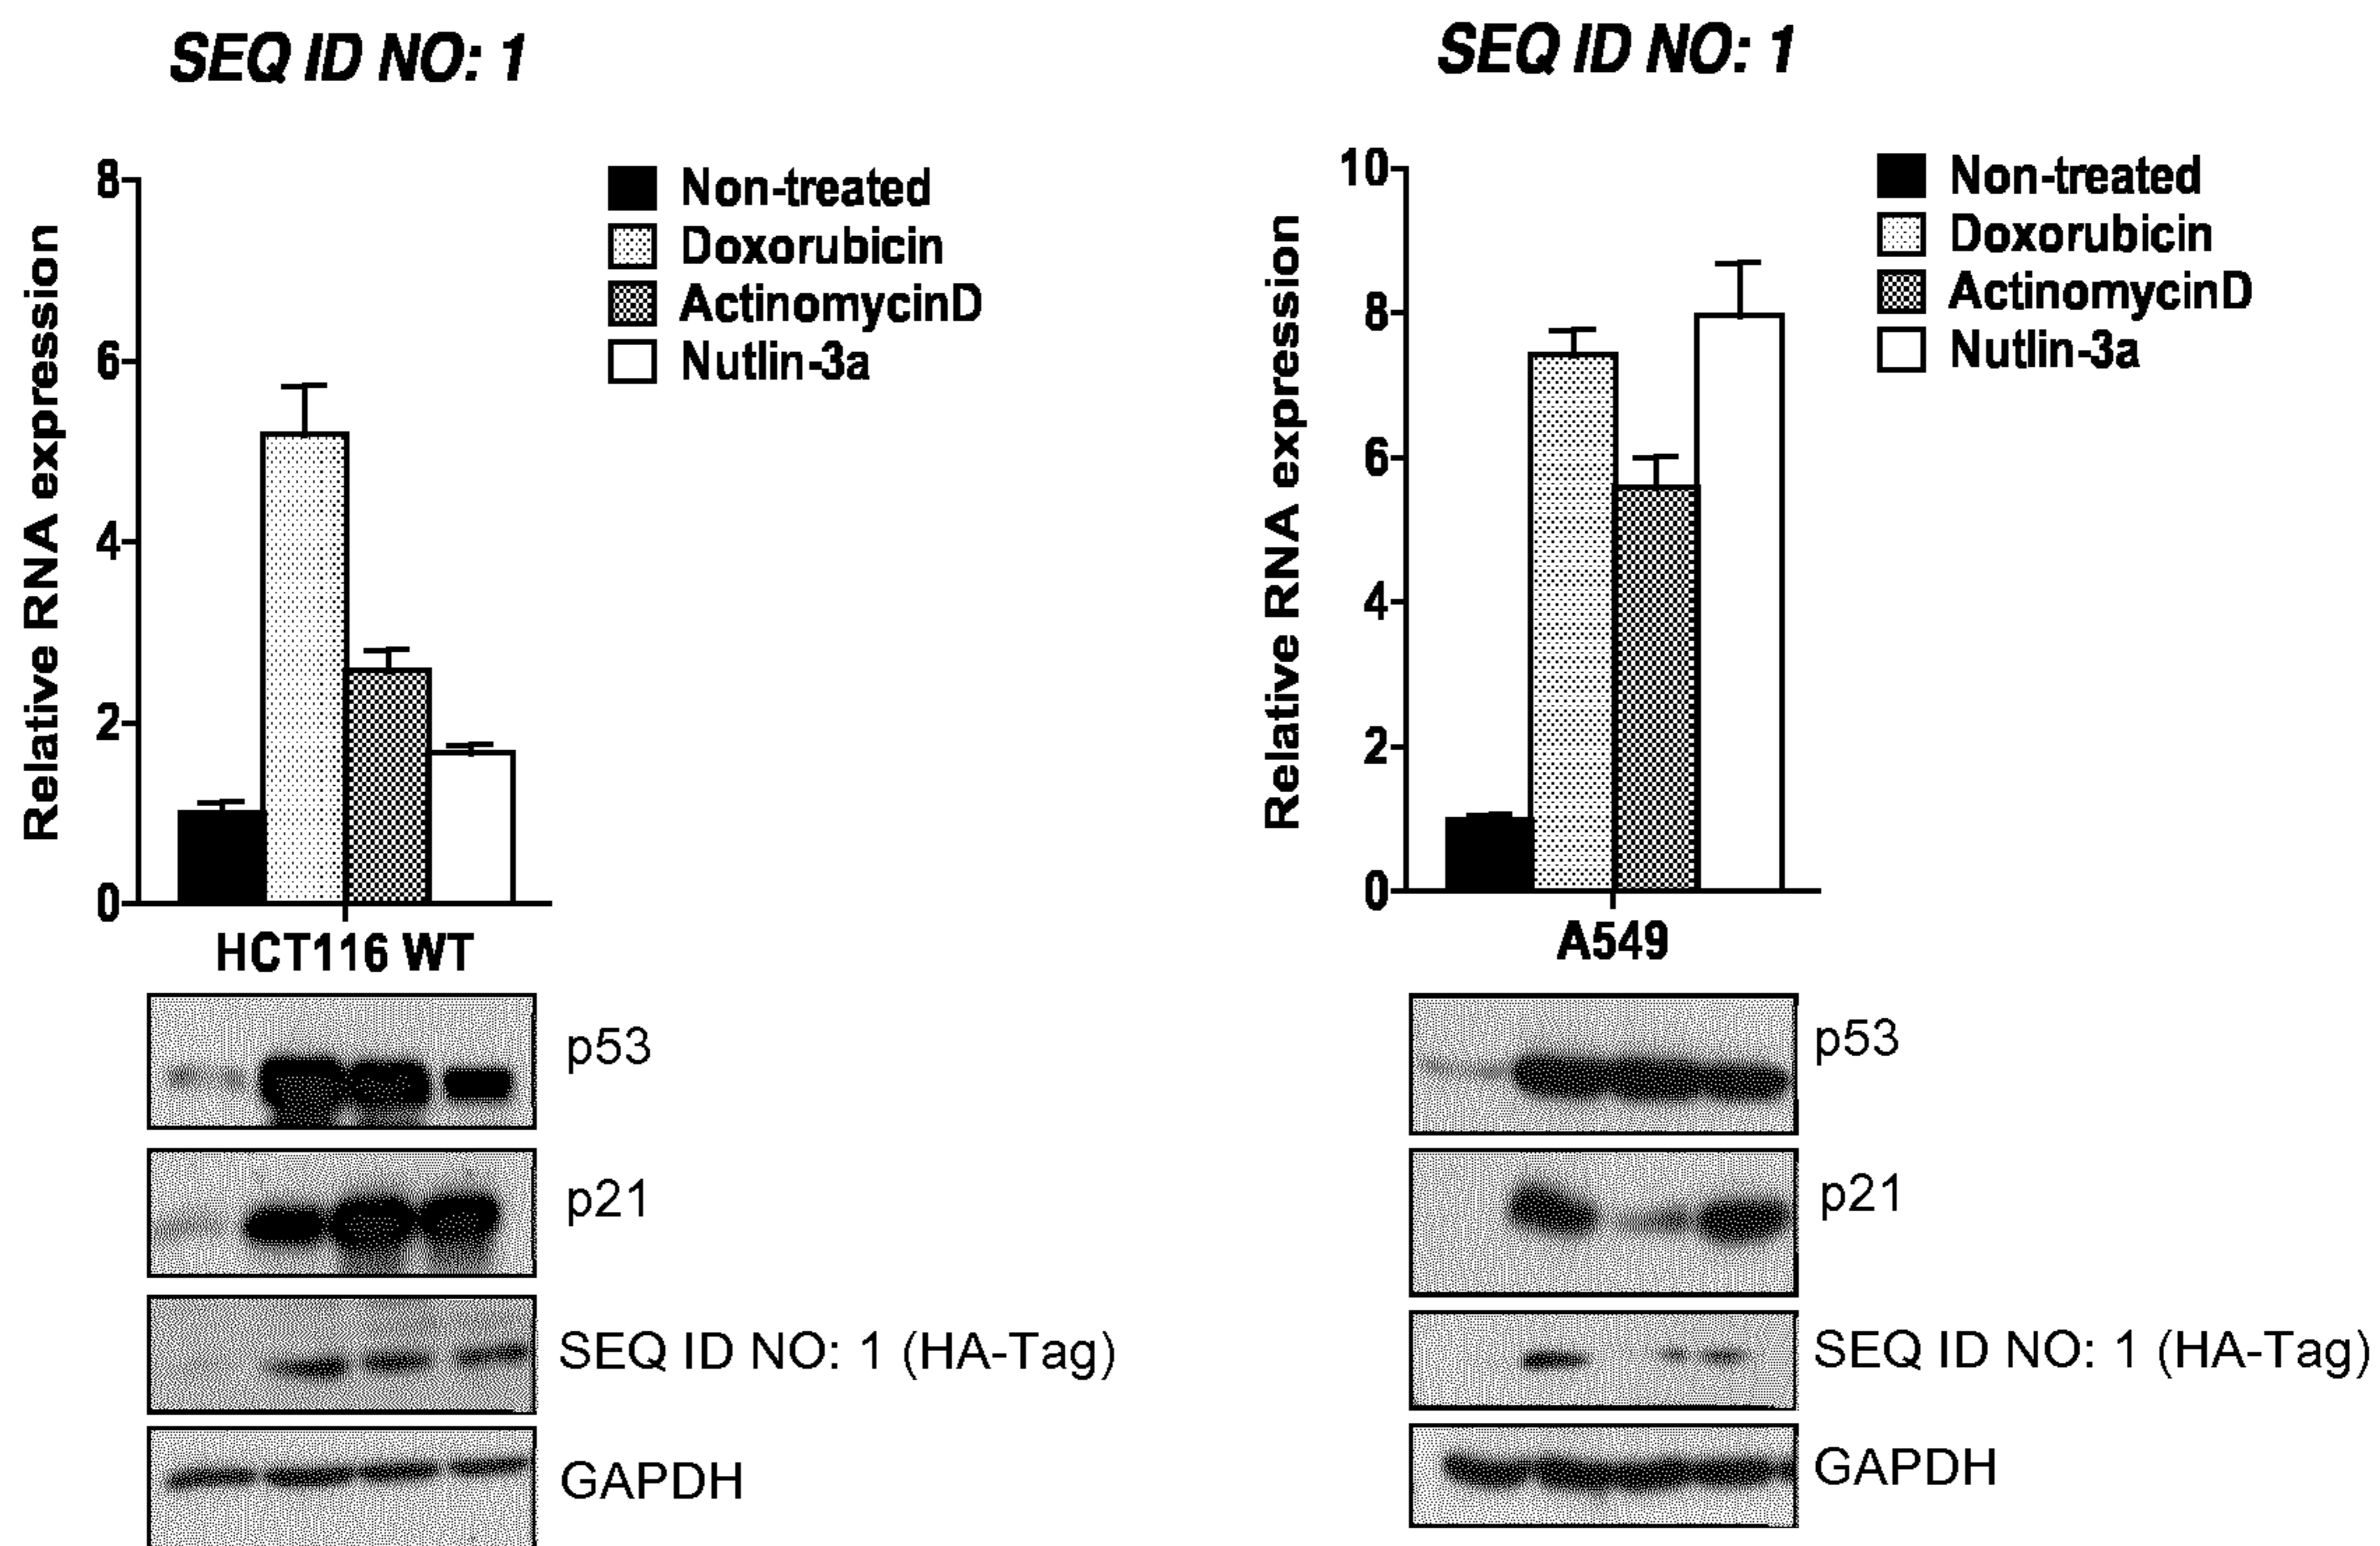 SEQ ID NO: 1
Relative RNA expression
8
6
4
2
0
Non-treated
Doxorubicin
ActinomycinD
Nutlin-3a
HCT116 WT
p53
p21
SEQ ID NO: 1 (HA-Tag)
GAPDH
SEQ ID NO: 1
Relative RNA expression
10
8
6
4
2
0
Non-treated
Doxorubicin
ActinomycinD
Nutlin-3a
A549
p53
p21
SEQ ID NO: 1 (HA-Tag)
GAPDH